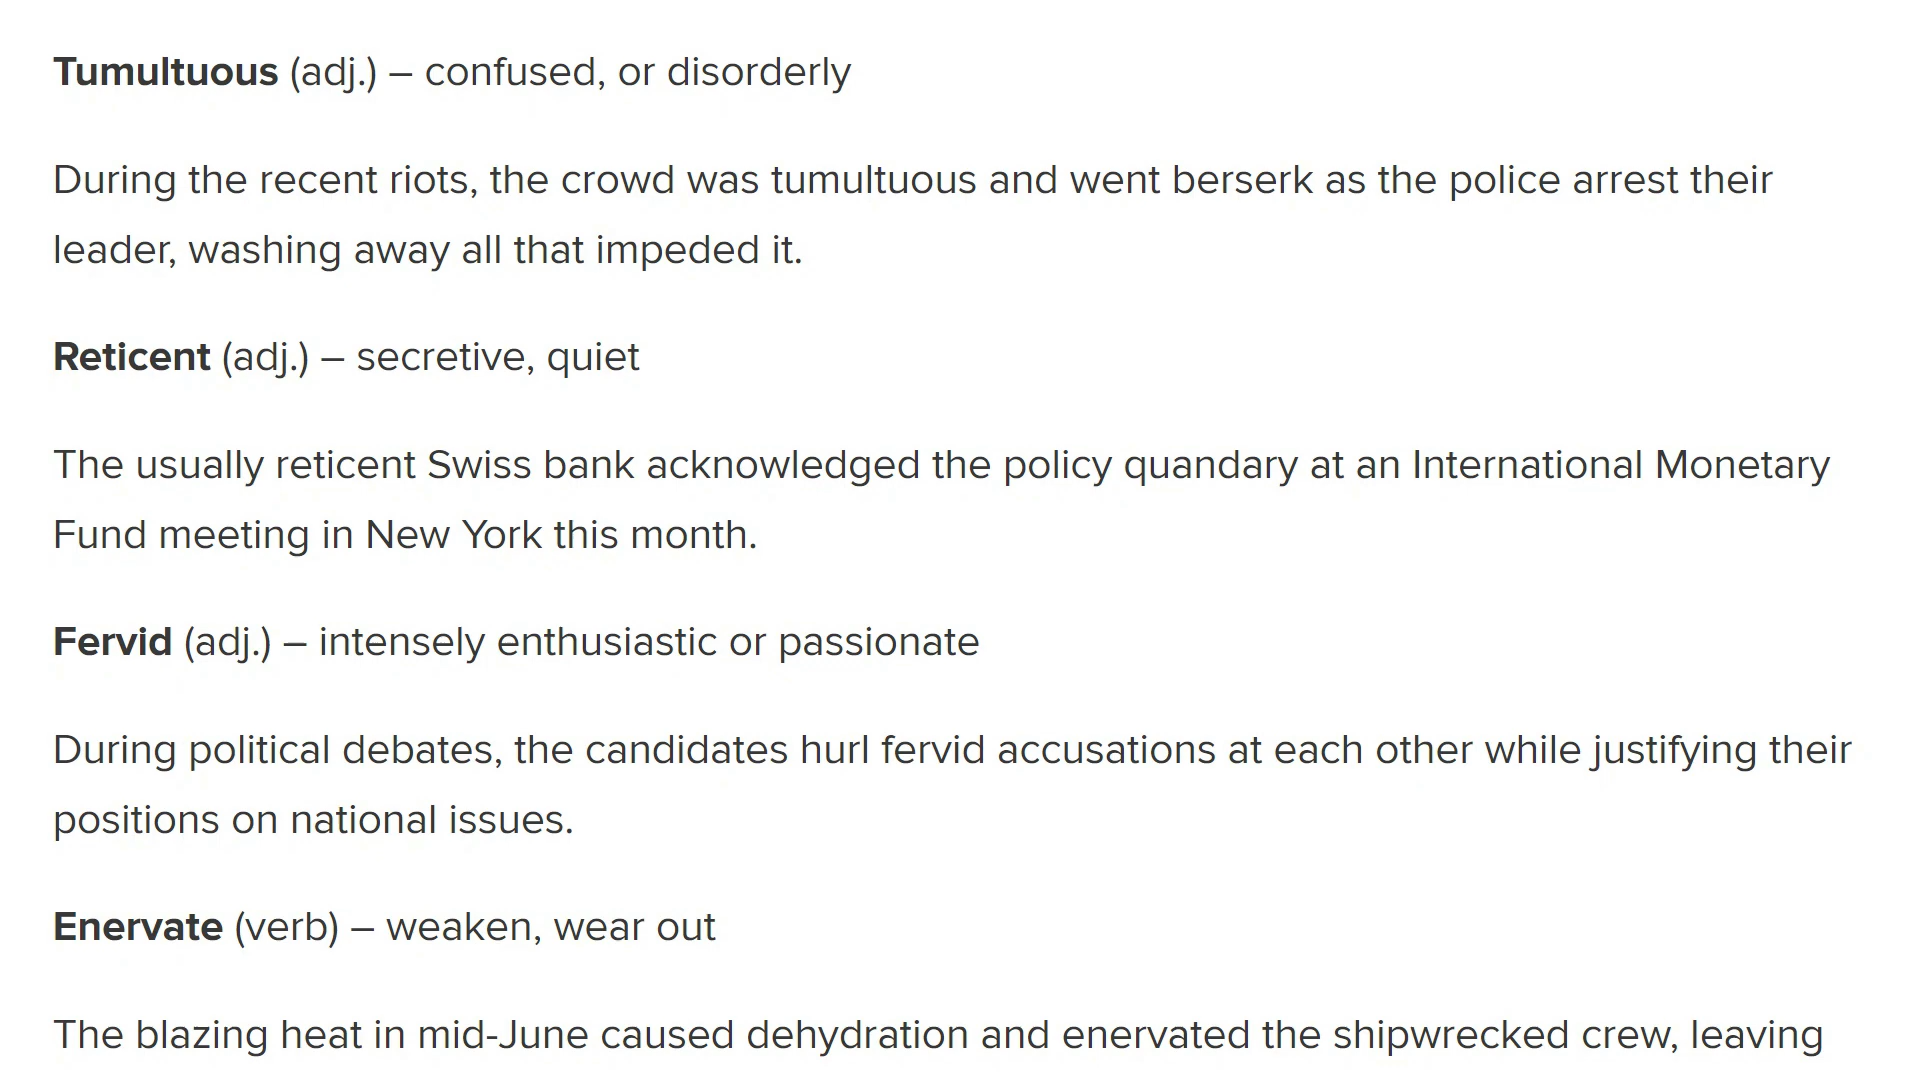 Tumultuous (adj.) – confused, or disorderly
During the recent riots, the crowd was tumultuous and went berserk as the police arrest their
leader, washing away all that impeded it.
Reticent (adj.) – secretive, quiet
The usually reticent Swiss bank acknowledged the policy quandary at an International Monetary
Fund meeting in New York this month.
Fervid (adj.) – intensely enthusiastic or passionate
During political debates, the candidates hurl fervid accusations at each other while justifying their
positions on national issues.
Enervate (verb) – weaken, wear out
The blazing heat in mid-June caused dehydration and enervated the shipwrecked crew, leaving